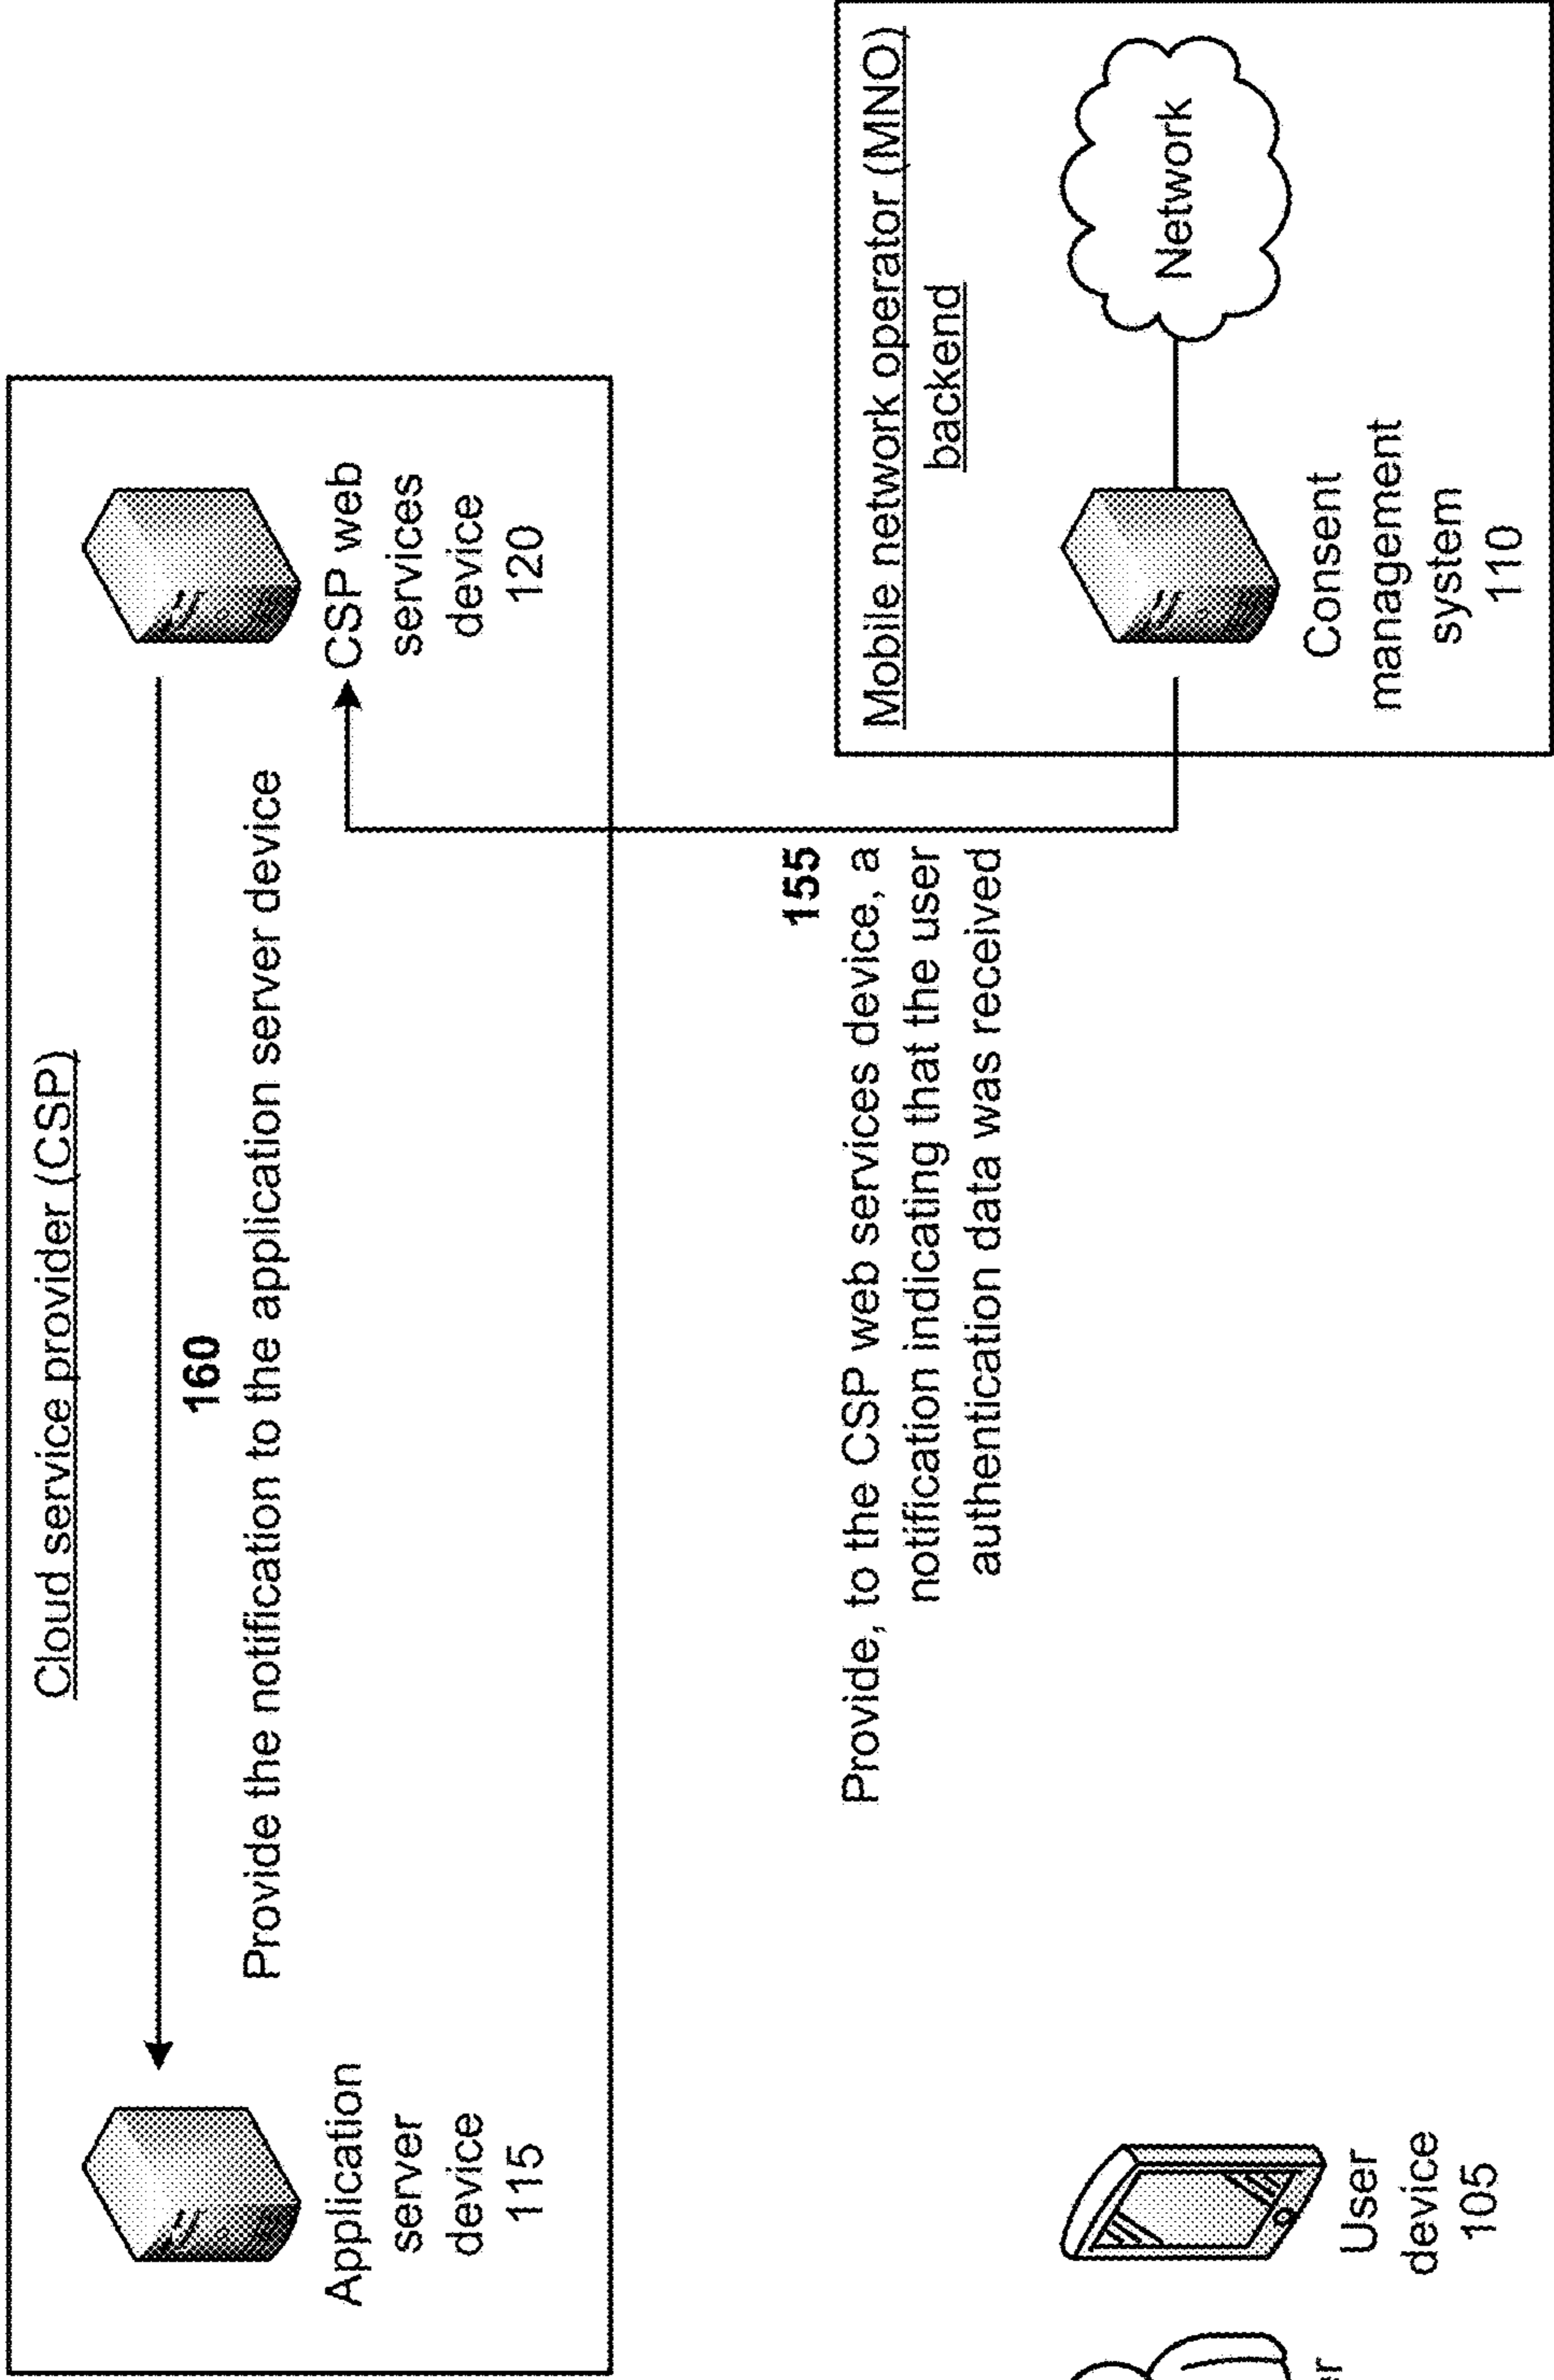 Cloud service provider (CSP)
160
Provide the notification to the application server device
Application
server
device
115
CSP web
services
device
120
155
Provide, to the CSP web services device, a
notification indicating that the user
authentication data was received
Mobile network operator (MNO)
backend
Network
Consent
management
system
110
User
device
105